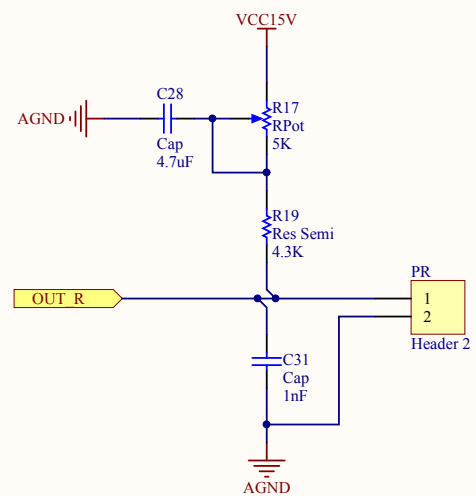 VCC15V
C28
AGND
Cap
4.7uF
R17
RPot
5K
R19
Res Semi
4.3K
OUT_R
PR
1
2
Header 2
C31
Cap
1nF
AGND